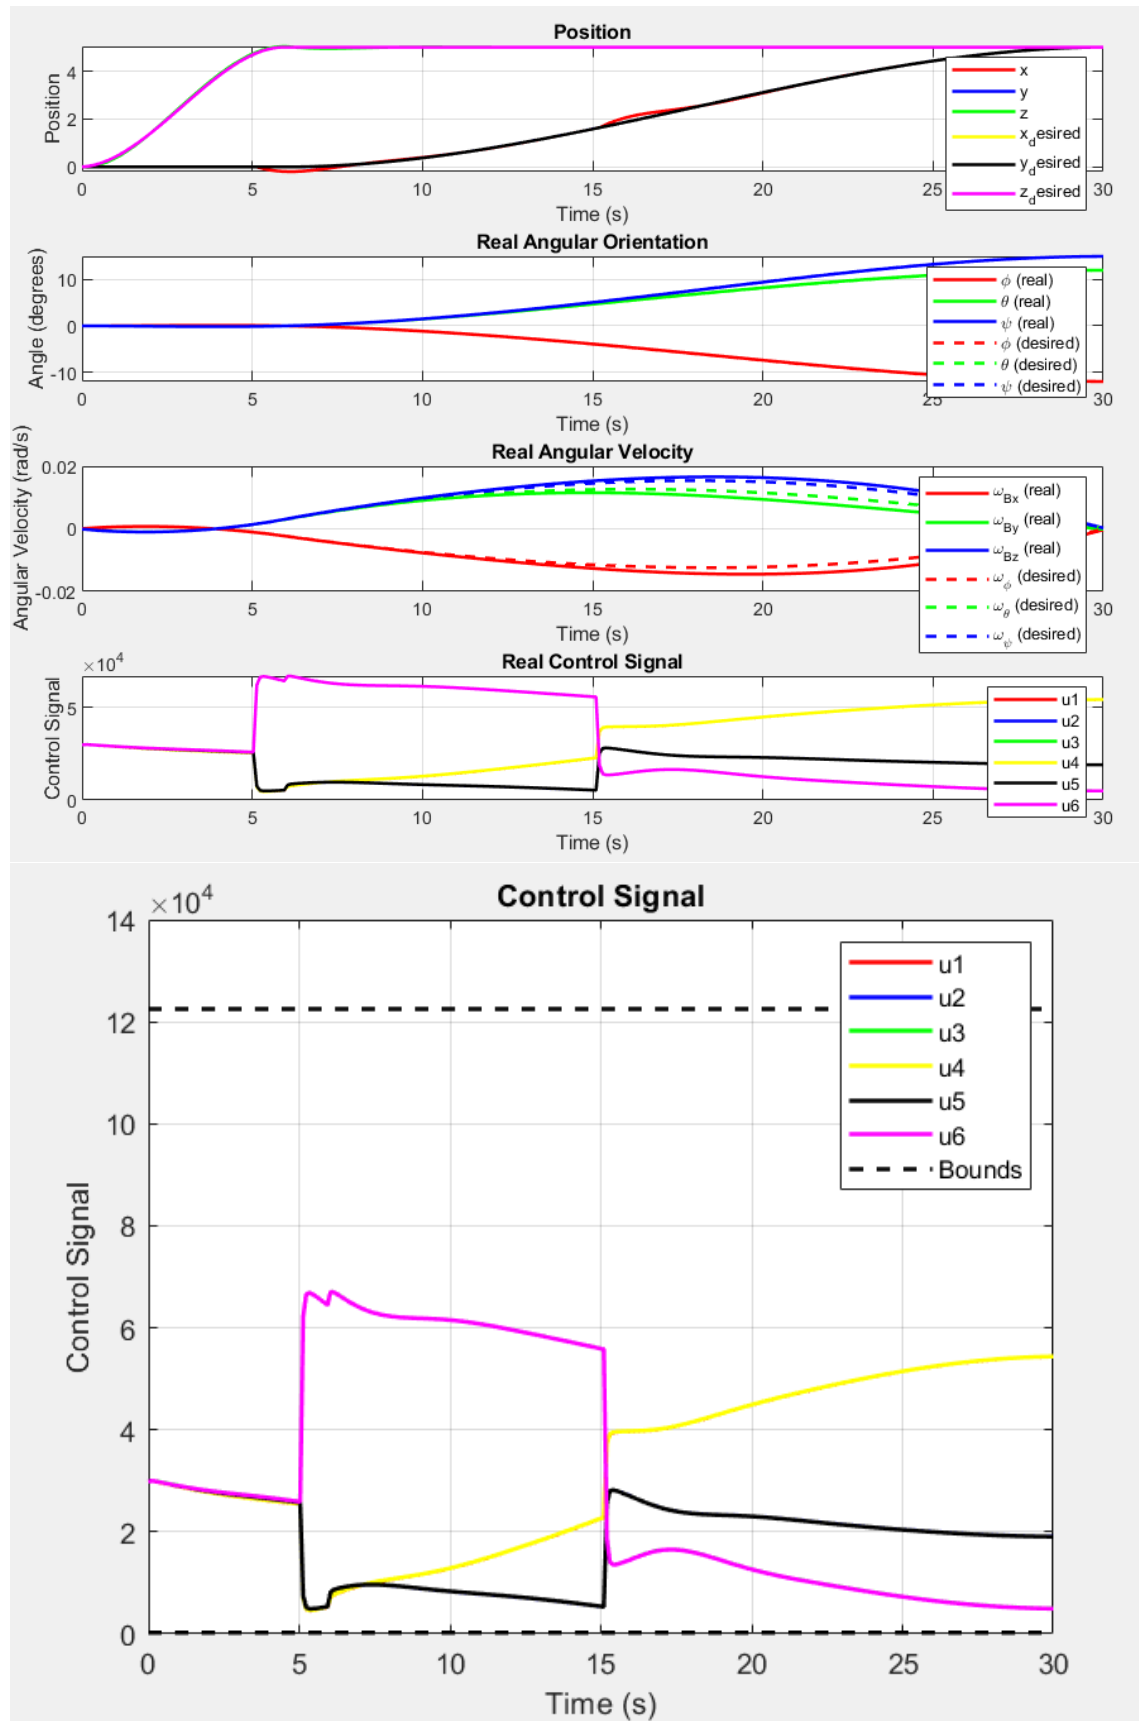 Position
Position
4
2
0
0 5 10 15 20 25 30
Time (s)
x
y
z
x_desired
y_desired
z_desired
Real Angular Orientation
Angle (degrees)
10
0
-10
0 5 10 15 20 25 30
Time (s)
ϕ (real)
θ (real)
ψ (real)
ϕ (desired)
θ (desired)
ψ (desired)
Real Angular Velocity
Angular Velocity (rad/s)
0.02
0
-0.02
0 5 10 15 20 25 30
Time (s)
ω_Bx (real)
ω_By (real)
ω_Bz (real)
ω_ϕ (desired)
ω_θ (desired)
ω_ψ (desired)
Real Control Signal
×10⁴
Control Signal
5
0
0 5 10 15 20 25 30
Time (s)
u1
u2
u3
u4
u5
u6
Control Signal
×10⁴
Control Signal
14
12
10
8
6
4
2
0
0 5 10 15 20 25 30
Time (s)
u1
u2
u3
u4
u5
u6
Bounds